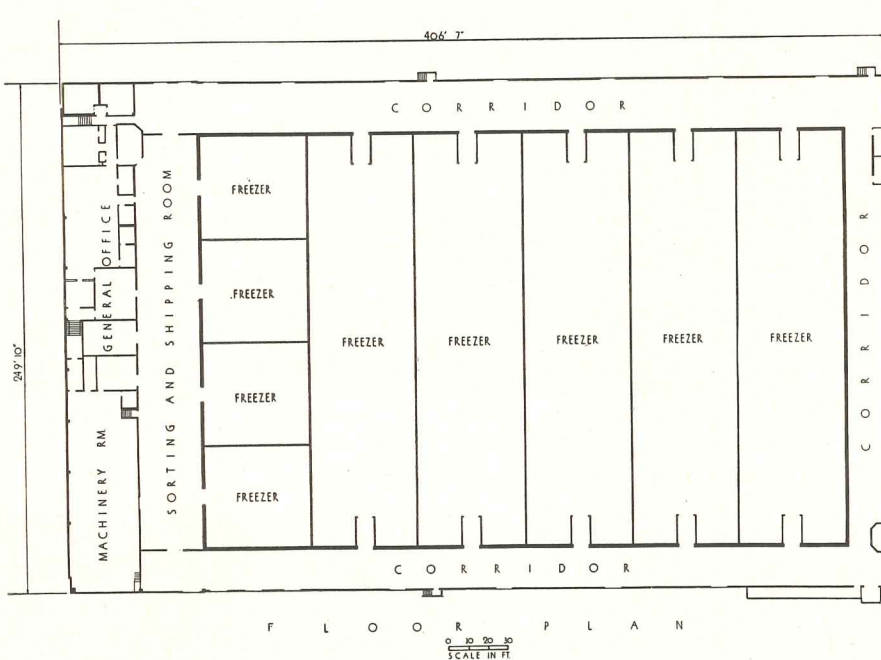 406' 7"
CORRIDOR
249' 10"
GENERAL OFFICE
SORTING AND SHIPPING ROOM
FREEZER
FREEZER
FREEZER
FREEZER
FREEZER
FREEZER
FREEZER
FREEZER
FREEZER
CORRIDOR
MACHINERY RM.
CORRIDOR
FLOOR PLAN
0 10 20 30
SCALE IN FT.